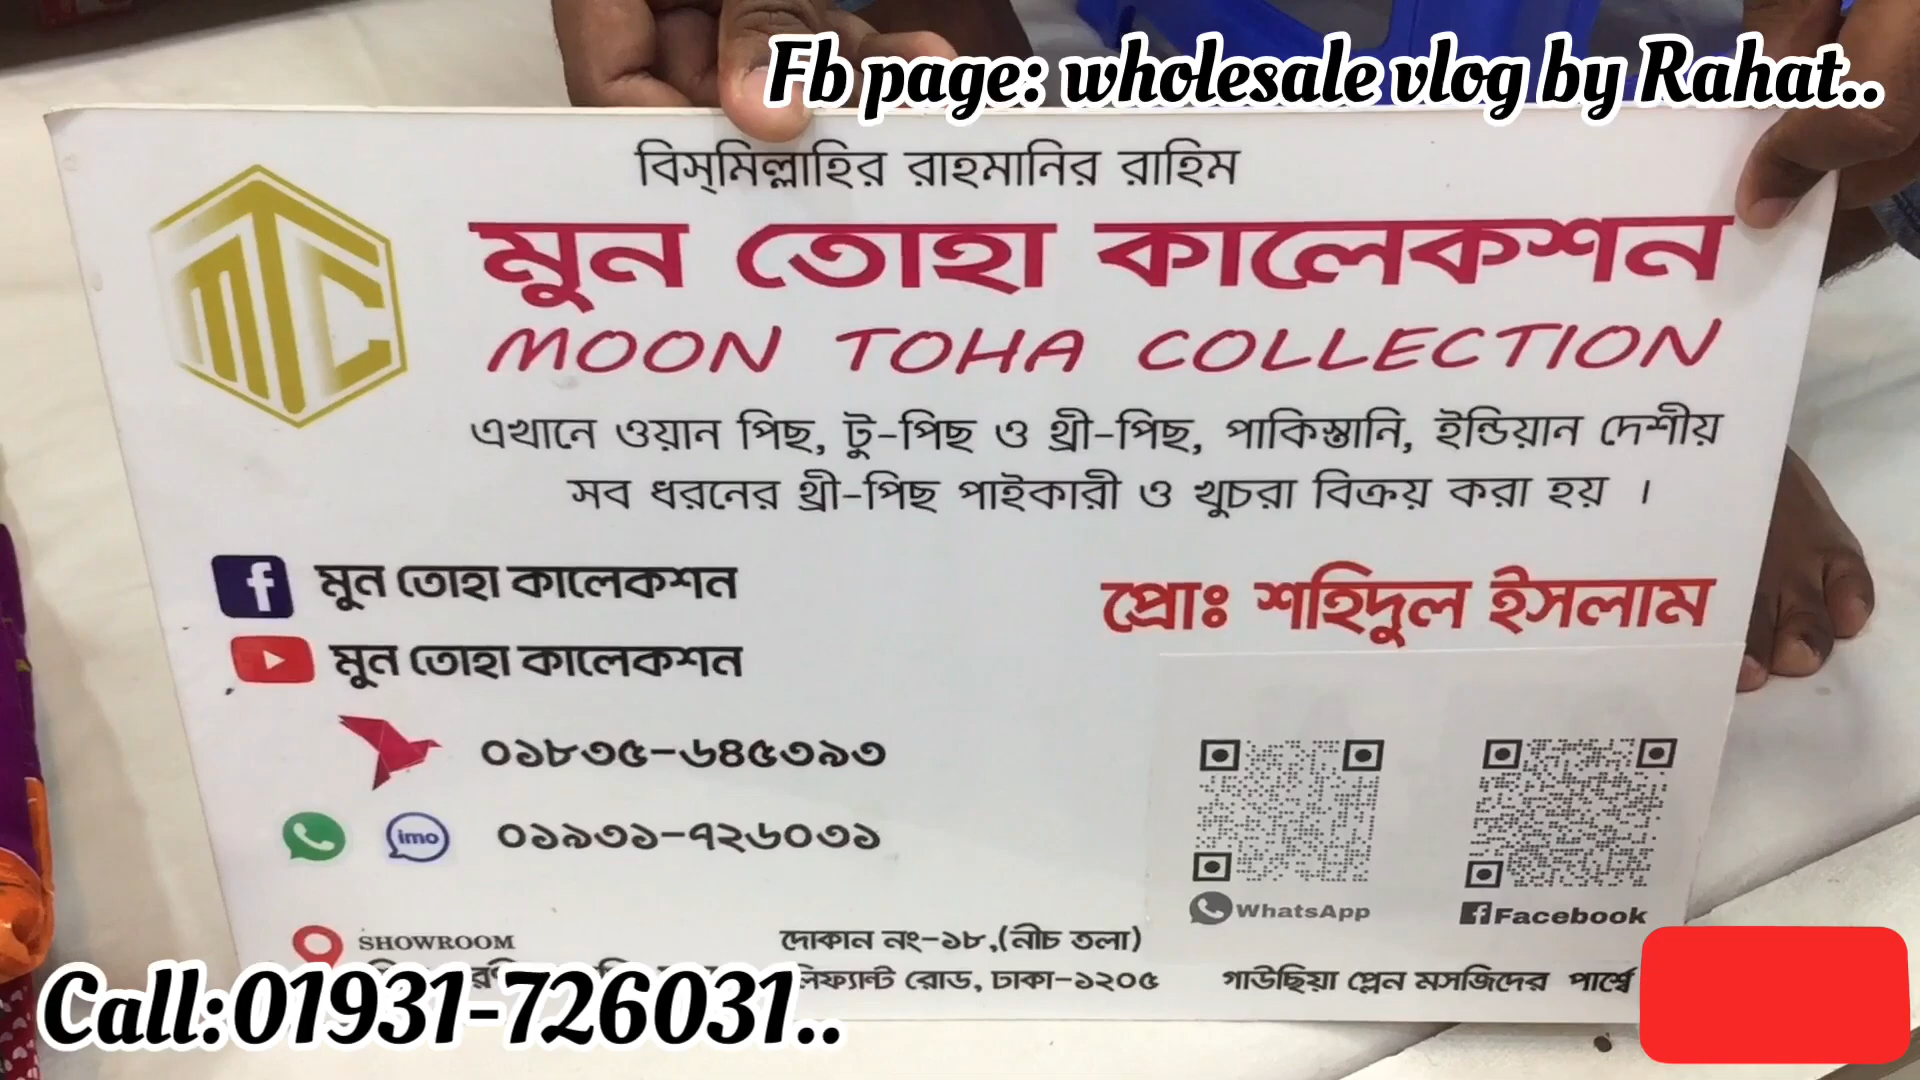 Fb page: wholesale vlog by Rahat..
বিস্‌মিল্লাহির রাহমানির রাহিম
MTC
মুন তোহা কালেকশন
MOON TOHA COLLECTION
এখানে ওয়ান পিছ, টু-পিছ ও থ্রী-পিছ, পাকিস্তানি, ইন্ডিয়ান দেশীয়
সব ধরনের থ্রী-পিছ পাইকারী ও খুচরা বিক্রয় করা হয় ।
f মুন তোহা কালেকশন
মুন তোহা কালেকশন
প্রোঃ শহিদুল ইসলাম
০১৮৩৫-৬৪৫৩৯৩
imo ০১৯৩১-৭২৬০৩১
WhatsApp
Facebook
SHOWROOM
দোকান নং-১৮,(নীচ তলা)
রোড, ঢাকা-১২০৫ গাউছিয়া প্লেন মসজিদের পার্শ্বে
Call:01931-726031..